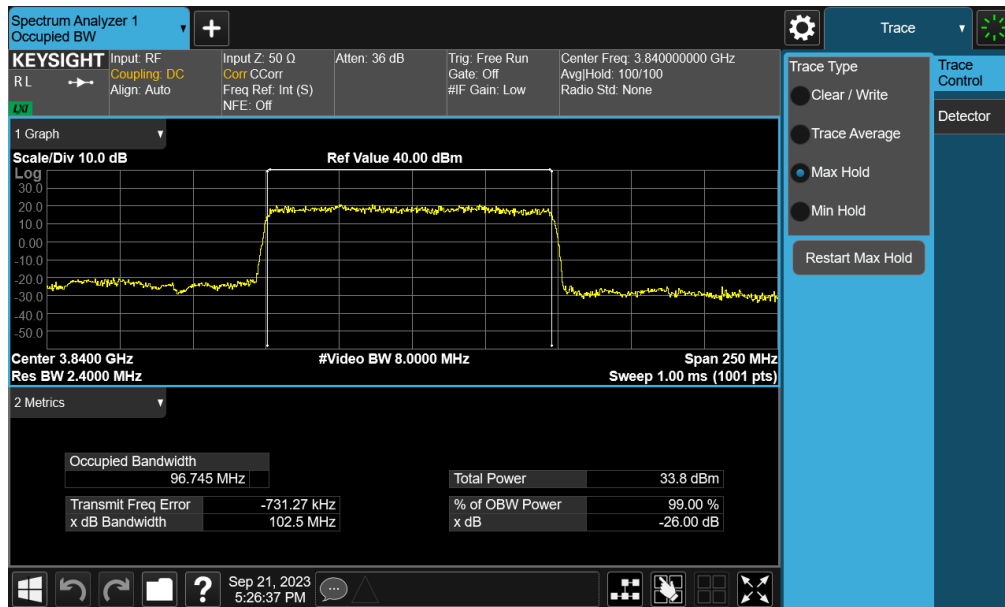 Spectrum Analyzer 1
Occupied BW
+
Trace
KEYSIGHT
RL
LXI
Input: RF
Coupling: DC
Align: Auto
Input Z: 50 Ω
Corr CCorr
Freq Ref: Int (S)
NFE: Off
Atten: 36 dB
Trig: Free Run
Gate: Off
#IF Gain: Low
Center Freq: 3.840000000 GHz
Avg|Hold: 100/100
Radio Std: None
Trace Type
Clear / Write
Trace Average
Max Hold
Min Hold
Restart Max Hold
Trace
Control
Detector
1 Graph
Scale/Div 10.0 dB
Ref Value 40.00 dBm
Log
30.0
20.0
10.0
0.00
-10.0
-20.0
-30.0
-40.0
-50.0
Center 3.8400 GHz
#Video BW 8.0000 MHz
Span 250 MHz
Res BW 2.4000 MHz
Sweep 1.00 ms (1001 pts)
2 Metrics
Occupied Bandwidth
96.745 MHz
Total Power 33.8 dBm
Transmit Freq Error -731.27 kHz
% of OBW Power 99.00 %
x dB Bandwidth 102.5 MHz
x dB -26.00 dB
?
Sep 21, 2023
5:26:37 PM